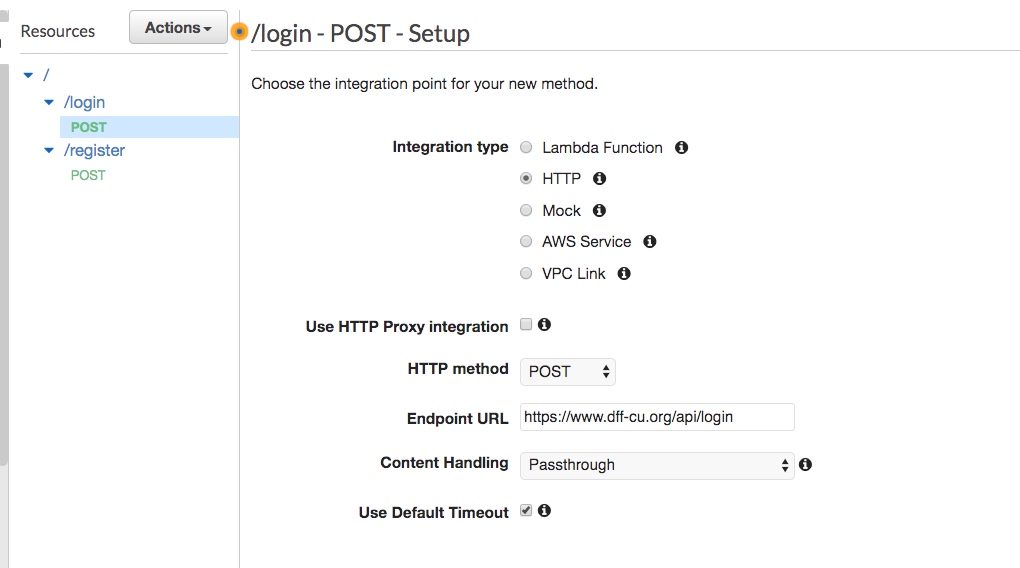 Resources
Actions
/login - POST - Setup
/
/login
POST
/register
POST
Choose the integration point for your new method.
Integration type
Lambda Function
HTTP
Mock
AWS Service
VPC Link
Use HTTP Proxy integration
HTTP method POST
Endpoint URL https://www.dff-cu.org/api/login
Content Handling Passthrough
Use Default Timeout